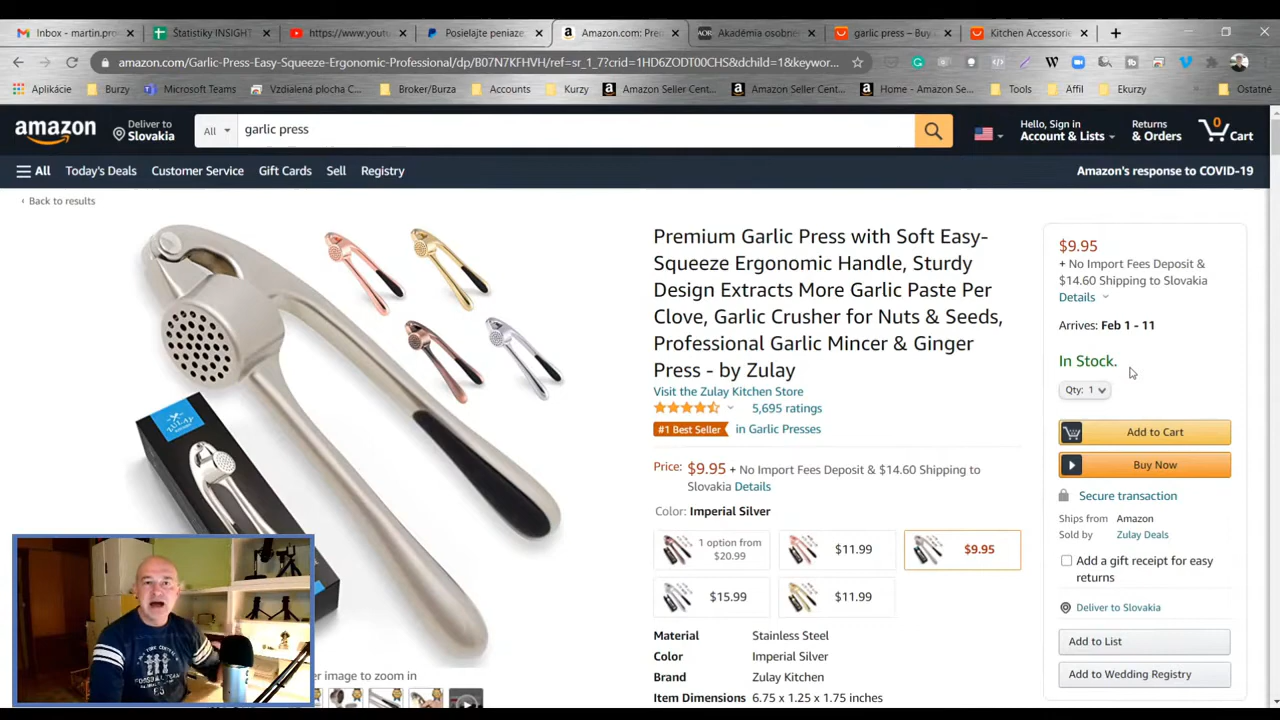 Inbox - martin.pro
Štatistiky INSIGHT
https://www.youtu
Posielajte peniaze
Amazon.com: Pre
AOR
Akadémia osobne
garlic press – Buy
Kitchen Accessorie
amazon.com/Garlic-Press-Easy-Squeeze-Ergonomic-Professional/dp/B07N7KFHVH/ref=sr_1_7?crid=1HD6ZODT00CHS&dchild=1&keywor...
Aplikácie
Burzy
Microsoft Teams
Vzdialená plocha C...
Broker/Burza
Accounts
Kurzy
Amazon Seller Cent...
Amazon Seller Cent...
Home - Amazon Se...
Tools
Affil
Ekurzy
Ostatné
amazon
Deliver to
Slovakia
All
garlic press
Hello, Sign in
Account & Lists
Returns
& Orders
0
Cart
All
Today's Deals
Customer Service
Gift Cards
Sell
Registry
Amazon's response to COVID-19
‹ Back to results
Premium Garlic Press with Soft Easy-
Squeeze Ergonomic Handle, Sturdy
Design Extracts More Garlic Paste Per
Clove, Garlic Crusher for Nuts & Seeds,
Professional Garlic Mincer & Ginger
Press - by Zulay
Visit the Zulay Kitchen Store
5,695 ratings
#1 Best Seller
in Garlic Presses
Price: $9.95 + No Import Fees Deposit & $14.60 Shipping to
Slovakia Details
Color: Imperial Silver
1 option from
$20.99
$11.99
$9.95
$15.99
$11.99
Material Stainless Steel
Color Imperial Silver
Brand Zulay Kitchen
Item Dimensions 6.75 x 1.25 x 1.75 inches
$9.95
+ No Import Fees Deposit &
$14.60 Shipping to Slovakia
Details
Arrives: Feb 1 - 11
In Stock.
Qty: 1
Add to Cart
Buy Now
Secure transaction
Ships from Amazon
Sold by Zulay Deals
Add a gift receipt for easy
returns
Deliver to Slovakia
Add to List
Add to Wedding Registry
ZULAY
er image to zoom in